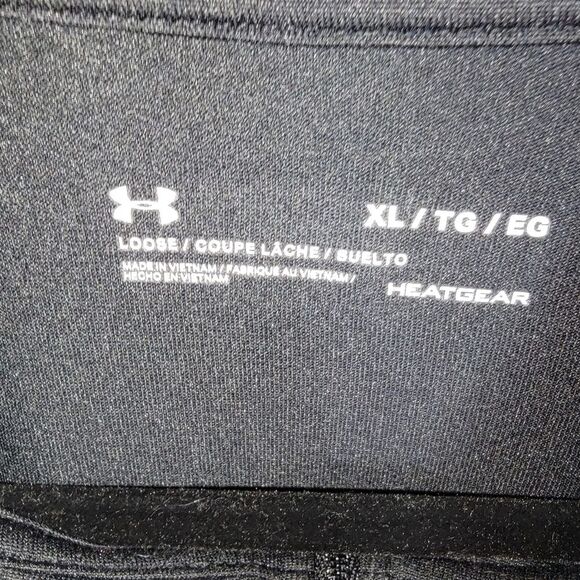 XL / TG / EG
LOOSE / COUPE LÂCHE / SUELTO
MADE IN VIETNAM / FABRIQUÉ AU VIETNAM /
HECHO EN VIETNAM
HEATGEAR